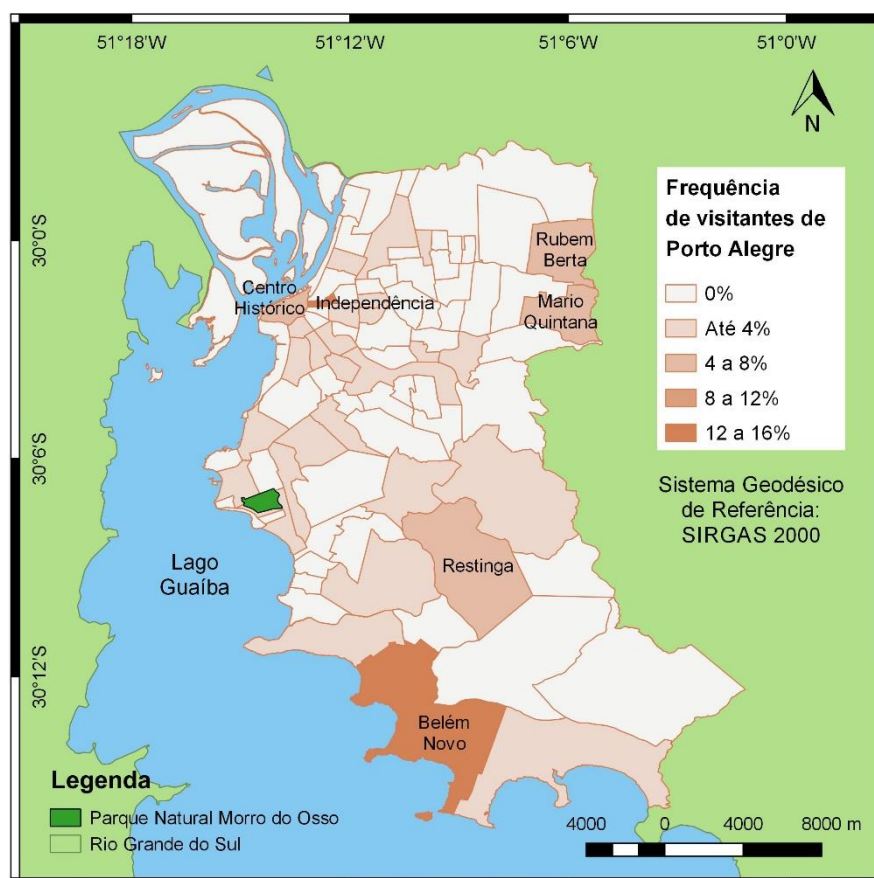 51°18'W
51°12'W
51°6'W
51°0'W
N
30°0'S
30°6'S
30°12'S
Frequência
de visitantes de
Porto Alegre
0%
Até 4%
4 a 8%
8 a 12%
12 a 16%
Sistema Geodésico
de Referência:
SIRGAS 2000
Rubem
Berta
Centro
Histórico
Independência
Mario
Quintana
Restinga
Lago
Guaíba
Belém
Novo
Legenda
Parque Natural Morro do Osso
Rio Grande do Sul
4000 0 4000 8000 m